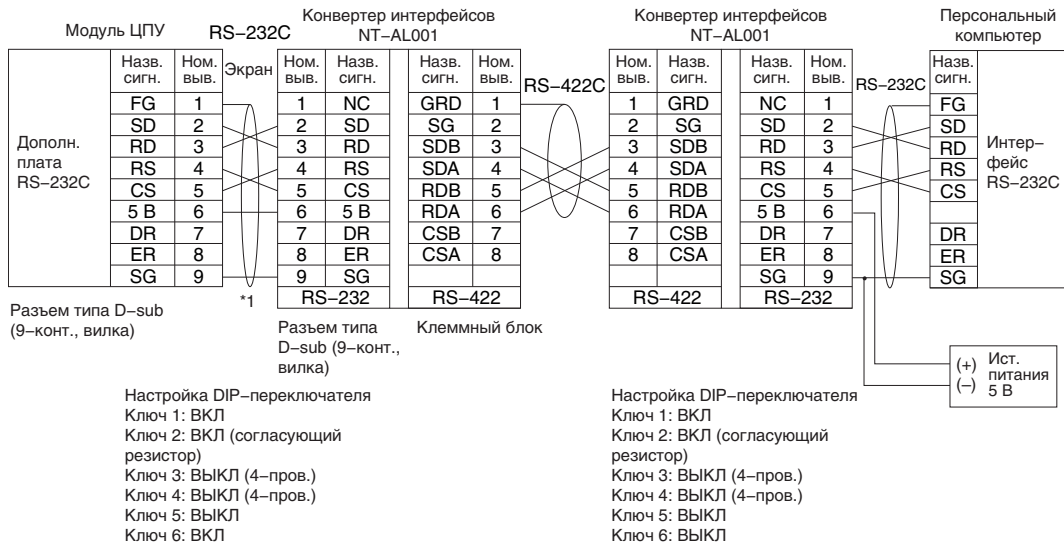 Модуль ЦПУ
RS−232C
Конвертер интерфейсов
NT−AL001
Конвертер интерфейсов
NT−AL001
Персональный
компьютер
Назв. сигн. Ном. выв.
FG 1
SD 2
RD 3
RS 4
CS 5
5 В 6
DR 7
ER 8
SG 9
Дополн.
плата
RS−232C
Экран
*1
Разъем типа D−sub
(9−конт., вилка)
Ном. выв. Назв. сигн. Назв. сигн. Ном. выв.
1 NC GRD 1
2 SD SG 2
3 RD SDB 3
4 RS SDA 4
5 CS RDB 5
6 5 В RDA 6
7 DR CSB 7
8 ER CSA 8
9 SG
RS−232 RS−422
Разъем типа
D−sub (9−конт.,
вилка)
Клеммный блок
RS−422C
Ном. выв. Назв. сигн. Назв. сигн. Ном. выв.
1 GRD NC 1
2 SG SD 2
3 SDB RD 3
4 SDA RS 4
5 RDB CS 5
6 RDA 5 В 6
7 CSB DR 7
8 CSA ER 8
SG 9
RS−422 RS−232
RS−232C
Назв. сигн.
FG
SD
RD
RS
CS
DR
ER
SG
Интер−
фейс
RS−232C
(+) Ист.
питания
(−) 5 В
Настройка DIP−переключателя
Ключ 1: ВКЛ
Ключ 2: ВКЛ (согласующий
резистор)
Ключ 3: ВЫКЛ (4−пров.)
Ключ 4: ВЫКЛ (4−пров.)
Ключ 5: ВЫКЛ
Ключ 6: ВКЛ
Настройка DIP−переключателя
Ключ 1: ВКЛ
Ключ 2: ВКЛ (согласующий
резистор)
Ключ 3: ВЫКЛ (4−пров.)
Ключ 4: ВЫКЛ (4−пров.)
Ключ 5: ВЫКЛ
Ключ 6: ВЫКЛ